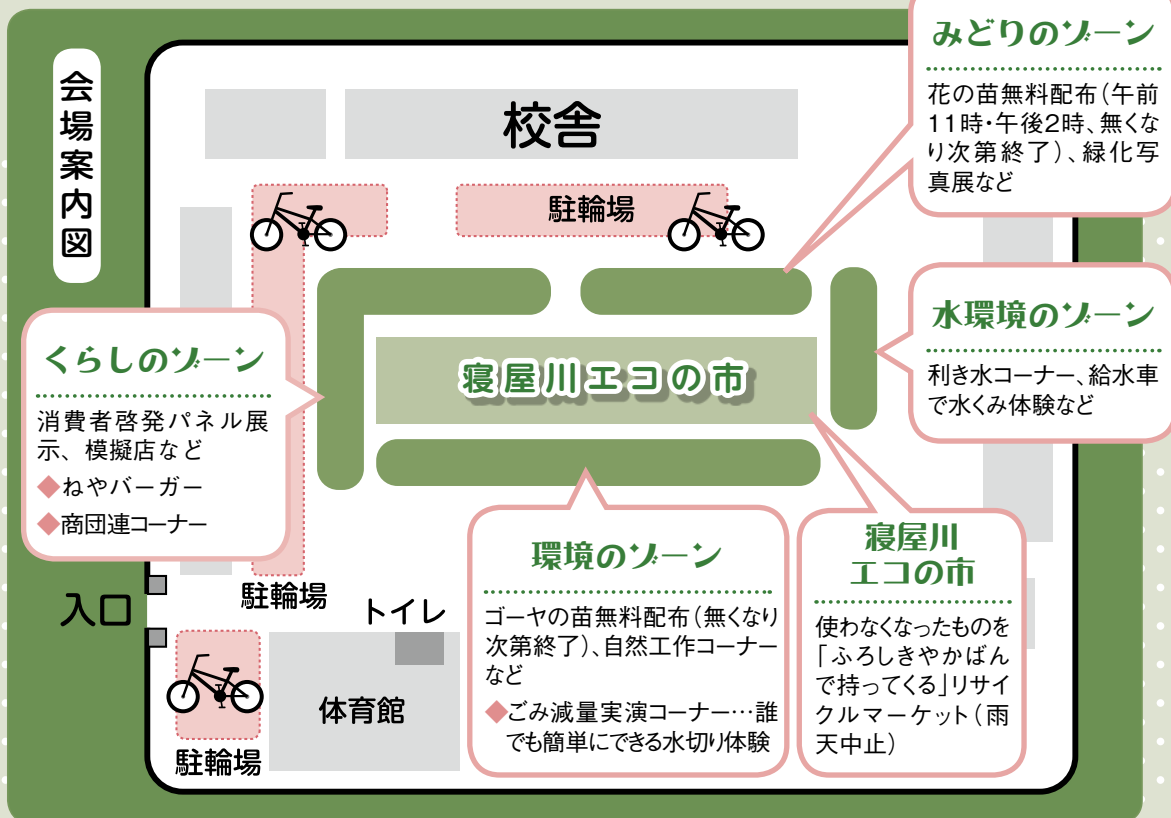 会場案内図
校舎
駐輪場
みどりのゾーン
花の苗無料配布(午前
11時・午後2時、無くな
り次第終了)、緑化写
真展など
水環境のゾーン
利き水コーナー、給水車
で水くみ体験など
寝屋川エコの市
くらしのゾーン
消費者啓発パネル展
示、模擬店など
◆ねやバーガー
◆商団連コーナー
環境のゾーン
ゴーヤの苗無料配布(無くなり
次第終了)、自然工作コーナー
など
◆ごみ減量実演コーナー…誰
でも簡単にできる水切り体験
寝屋川
エコの市
使わなくなったものを
「ふろしきやかばん
で持ってくる」リサイ
クルマーケット(雨
天中止)
入口
駐輪場
トイレ
体育館
駐輪場